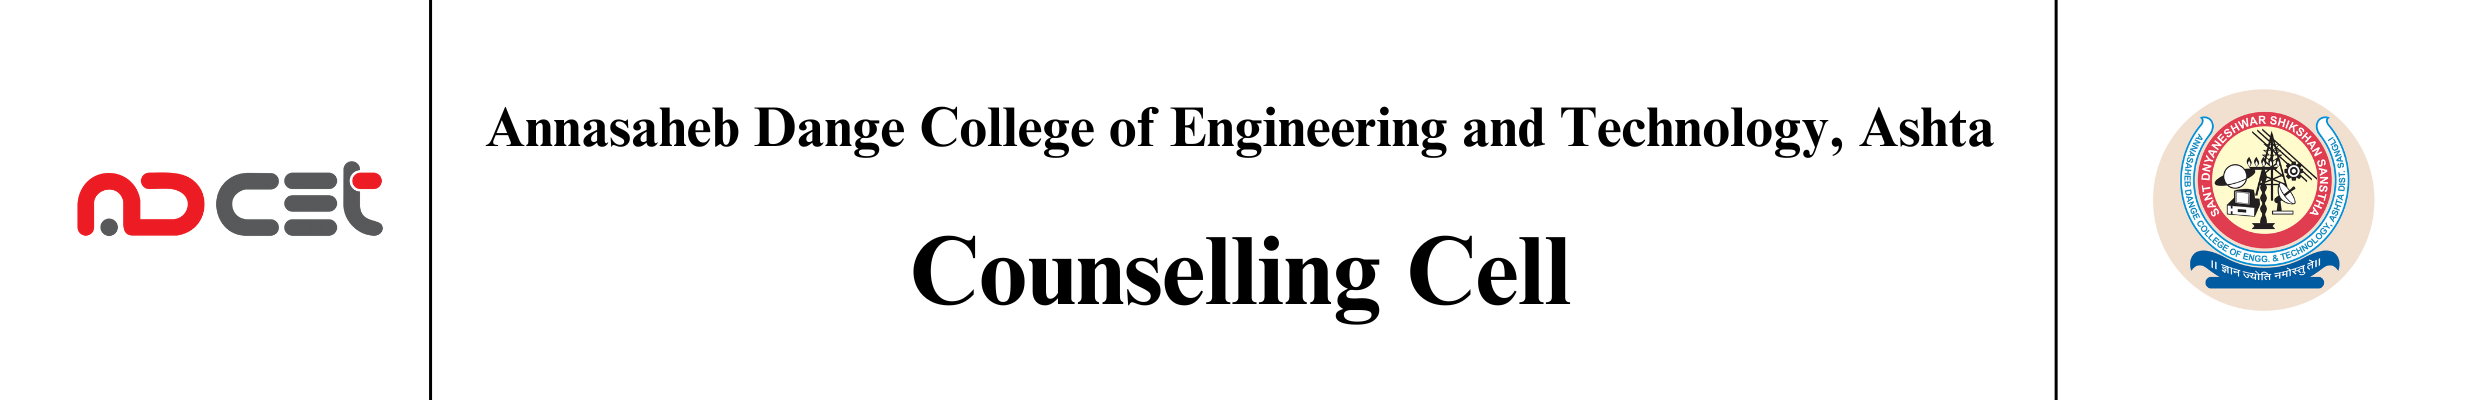 ADCET
Annasaheb Dange College of Engineering and Technology, Ashta
Counselling Cell
SANT DNYANESHWAR SHIKSHAN SANSTHA
ANNASAHEB DANGE COLLEGE OF ENGG. & TECHNOLOGY, ASHTA DIST. SANGLI
॥ ज्ञान ज्योति नमोस्तु ते॥